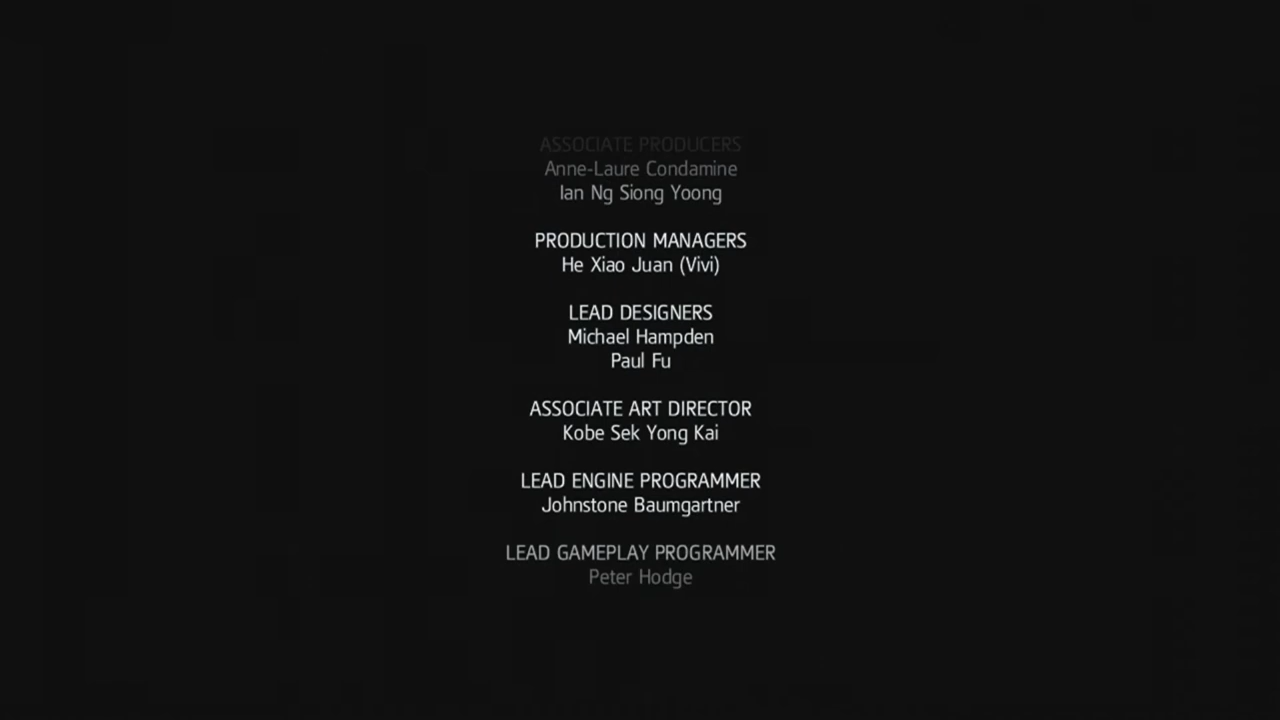 ASSOCIATE PRODUCERS
Anne-Laure Condamine
Ian Ng Siong Yoong
PRODUCTION MANAGERS
He Xiao Juan (Vivi)
LEAD DESIGNERS
Michael Hampden
Paul Fu
ASSOCIATE ART DIRECTOR
Kobe Sek Yong Kai
LEAD ENGINE PROGRAMMER
Johnstone Baumgartner
LEAD GAMEPLAY PROGRAMMER
Peter Hodge